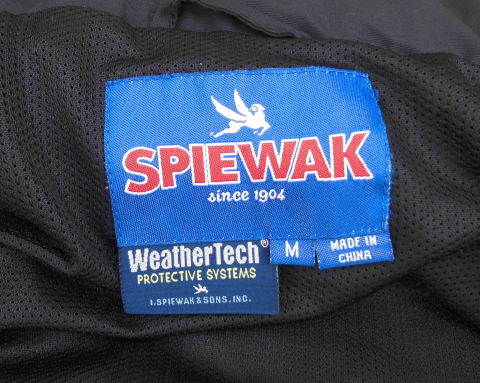 SPIEWAK
since 1904
WeatherTech®
PROTECTIVE SYSTEMS
I. SPIEWAK & SONS, INC.
M
MADE IN
CHINA